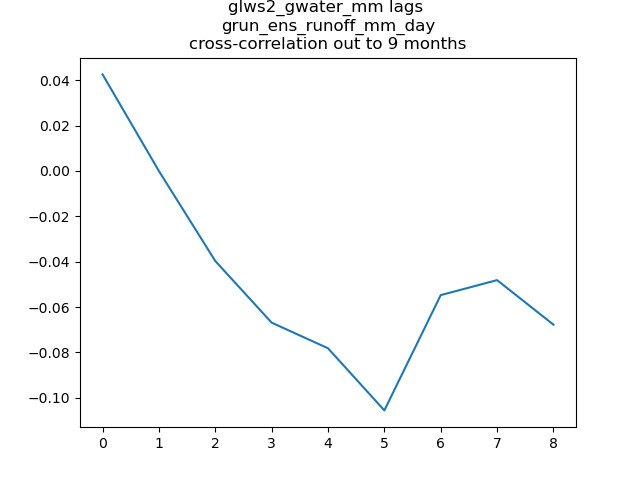 glws2_gwater_mm lags
grun_ens_runoff_mm_day
cross-correlation out to 9 months
0.04
0.02
0.00
−0.02
−0.04
−0.06
−0.08
−0.10
0 1 2 3 4 5 6 7 8